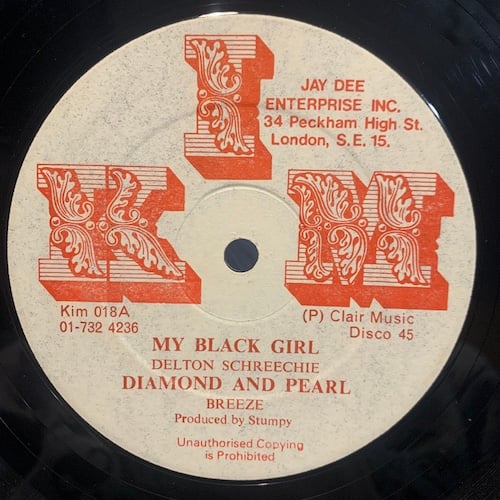 I
JAY DEE
ENTERPRISE INC.
34 Peckham High St.
London, S.E. 15.
K M
Kim 018A
01-732 4236
(P) Clair Music
Disco 45
MY BLACK GIRL
DELTON SCHREECHIE
DIAMOND AND PEARL
BREEZE
Produced by Stumpy
Unauthorised Copying
is Prohibited